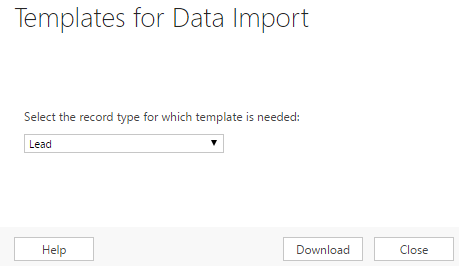 Templates for Data Import
Select the record type for which template is needed:
Lead
Help Download Close